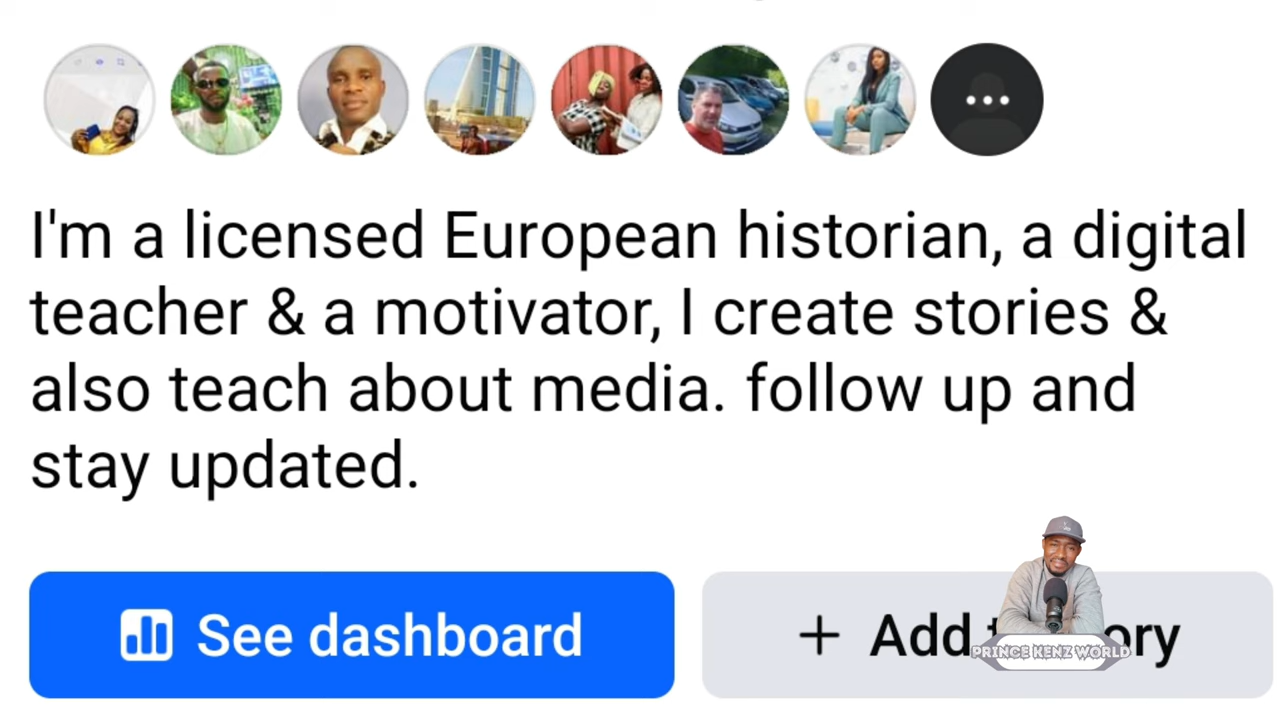 I'm a licensed European historian, a digital
teacher & a motivator, I create stories &
also teach about media. follow up and
stay updated.
See dashboard
+ Add
PRINCE KENZ WORLD